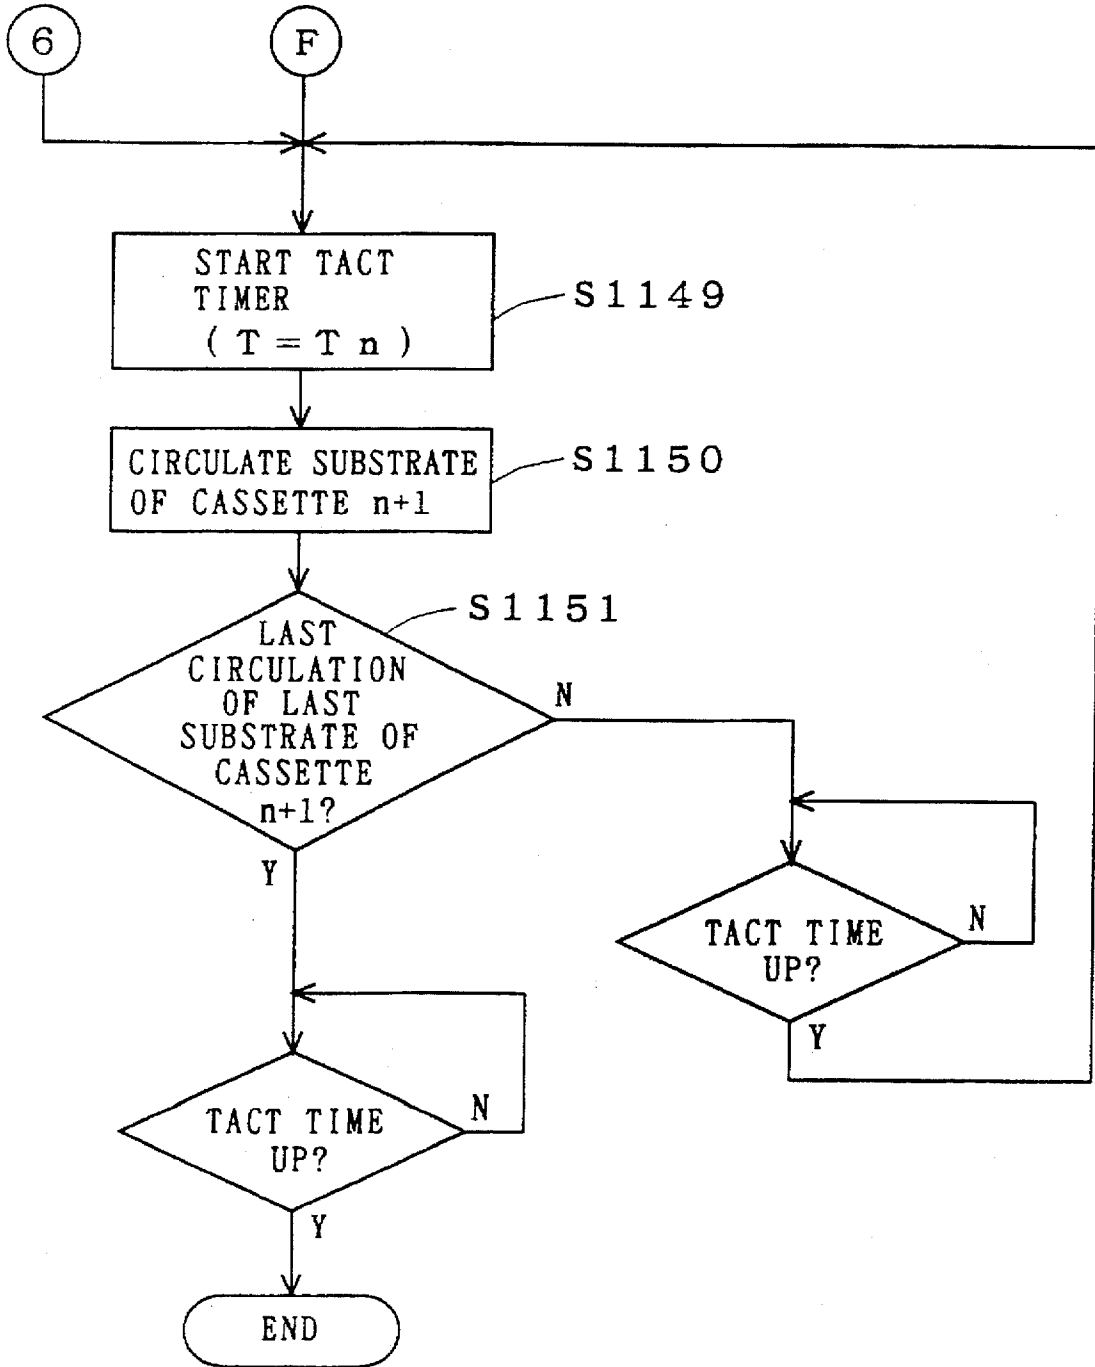 6
F
START TACT
TIMER
( T = T n )
S1149
CIRCULATE SUBSTRATE
OF CASSETTE n+1
S1150
S1151
LAST
CIRCULATION
OF LAST
SUBSTRATE OF
CASSETTE
n+1?
N
Y
TACT TIME
UP?
N
Y
TACT TIME
UP?
N
Y
END